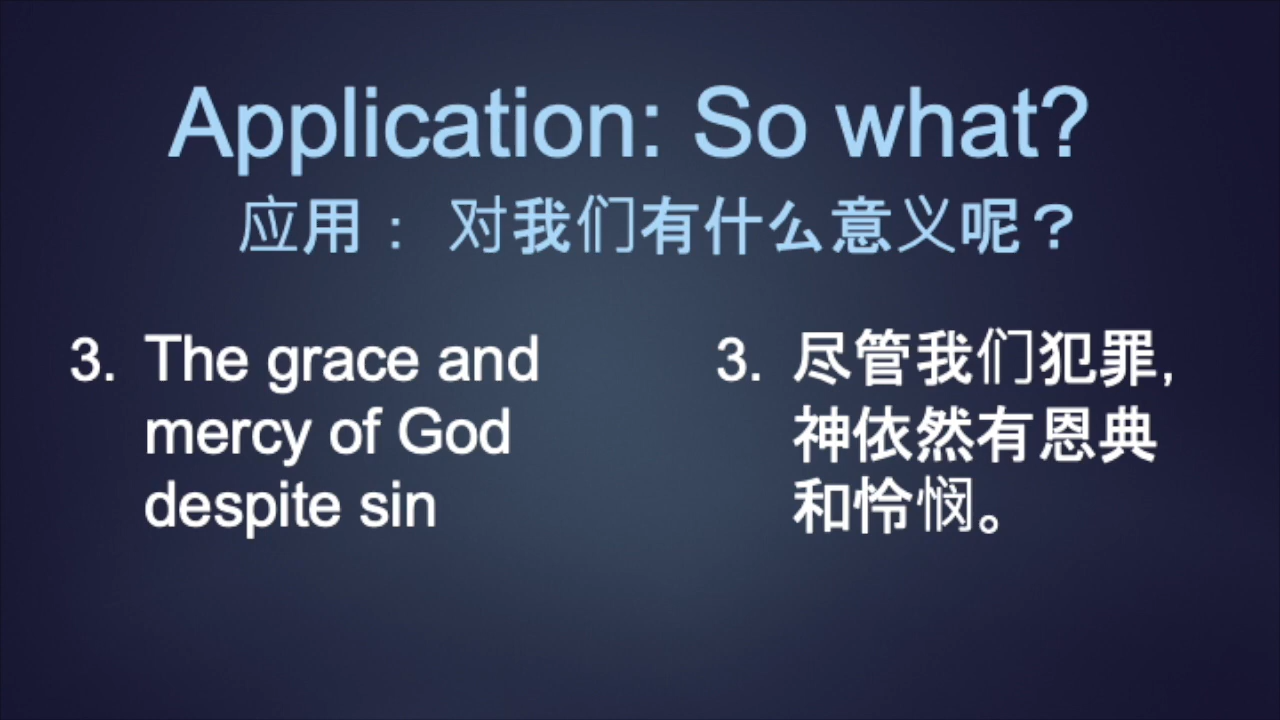 Application: So what?
应用： 对我们有什么意义呢？
3. The grace and
mercy of God
despite sin
3. 尽管我们犯罪,
神依然有恩典
和怜悯。